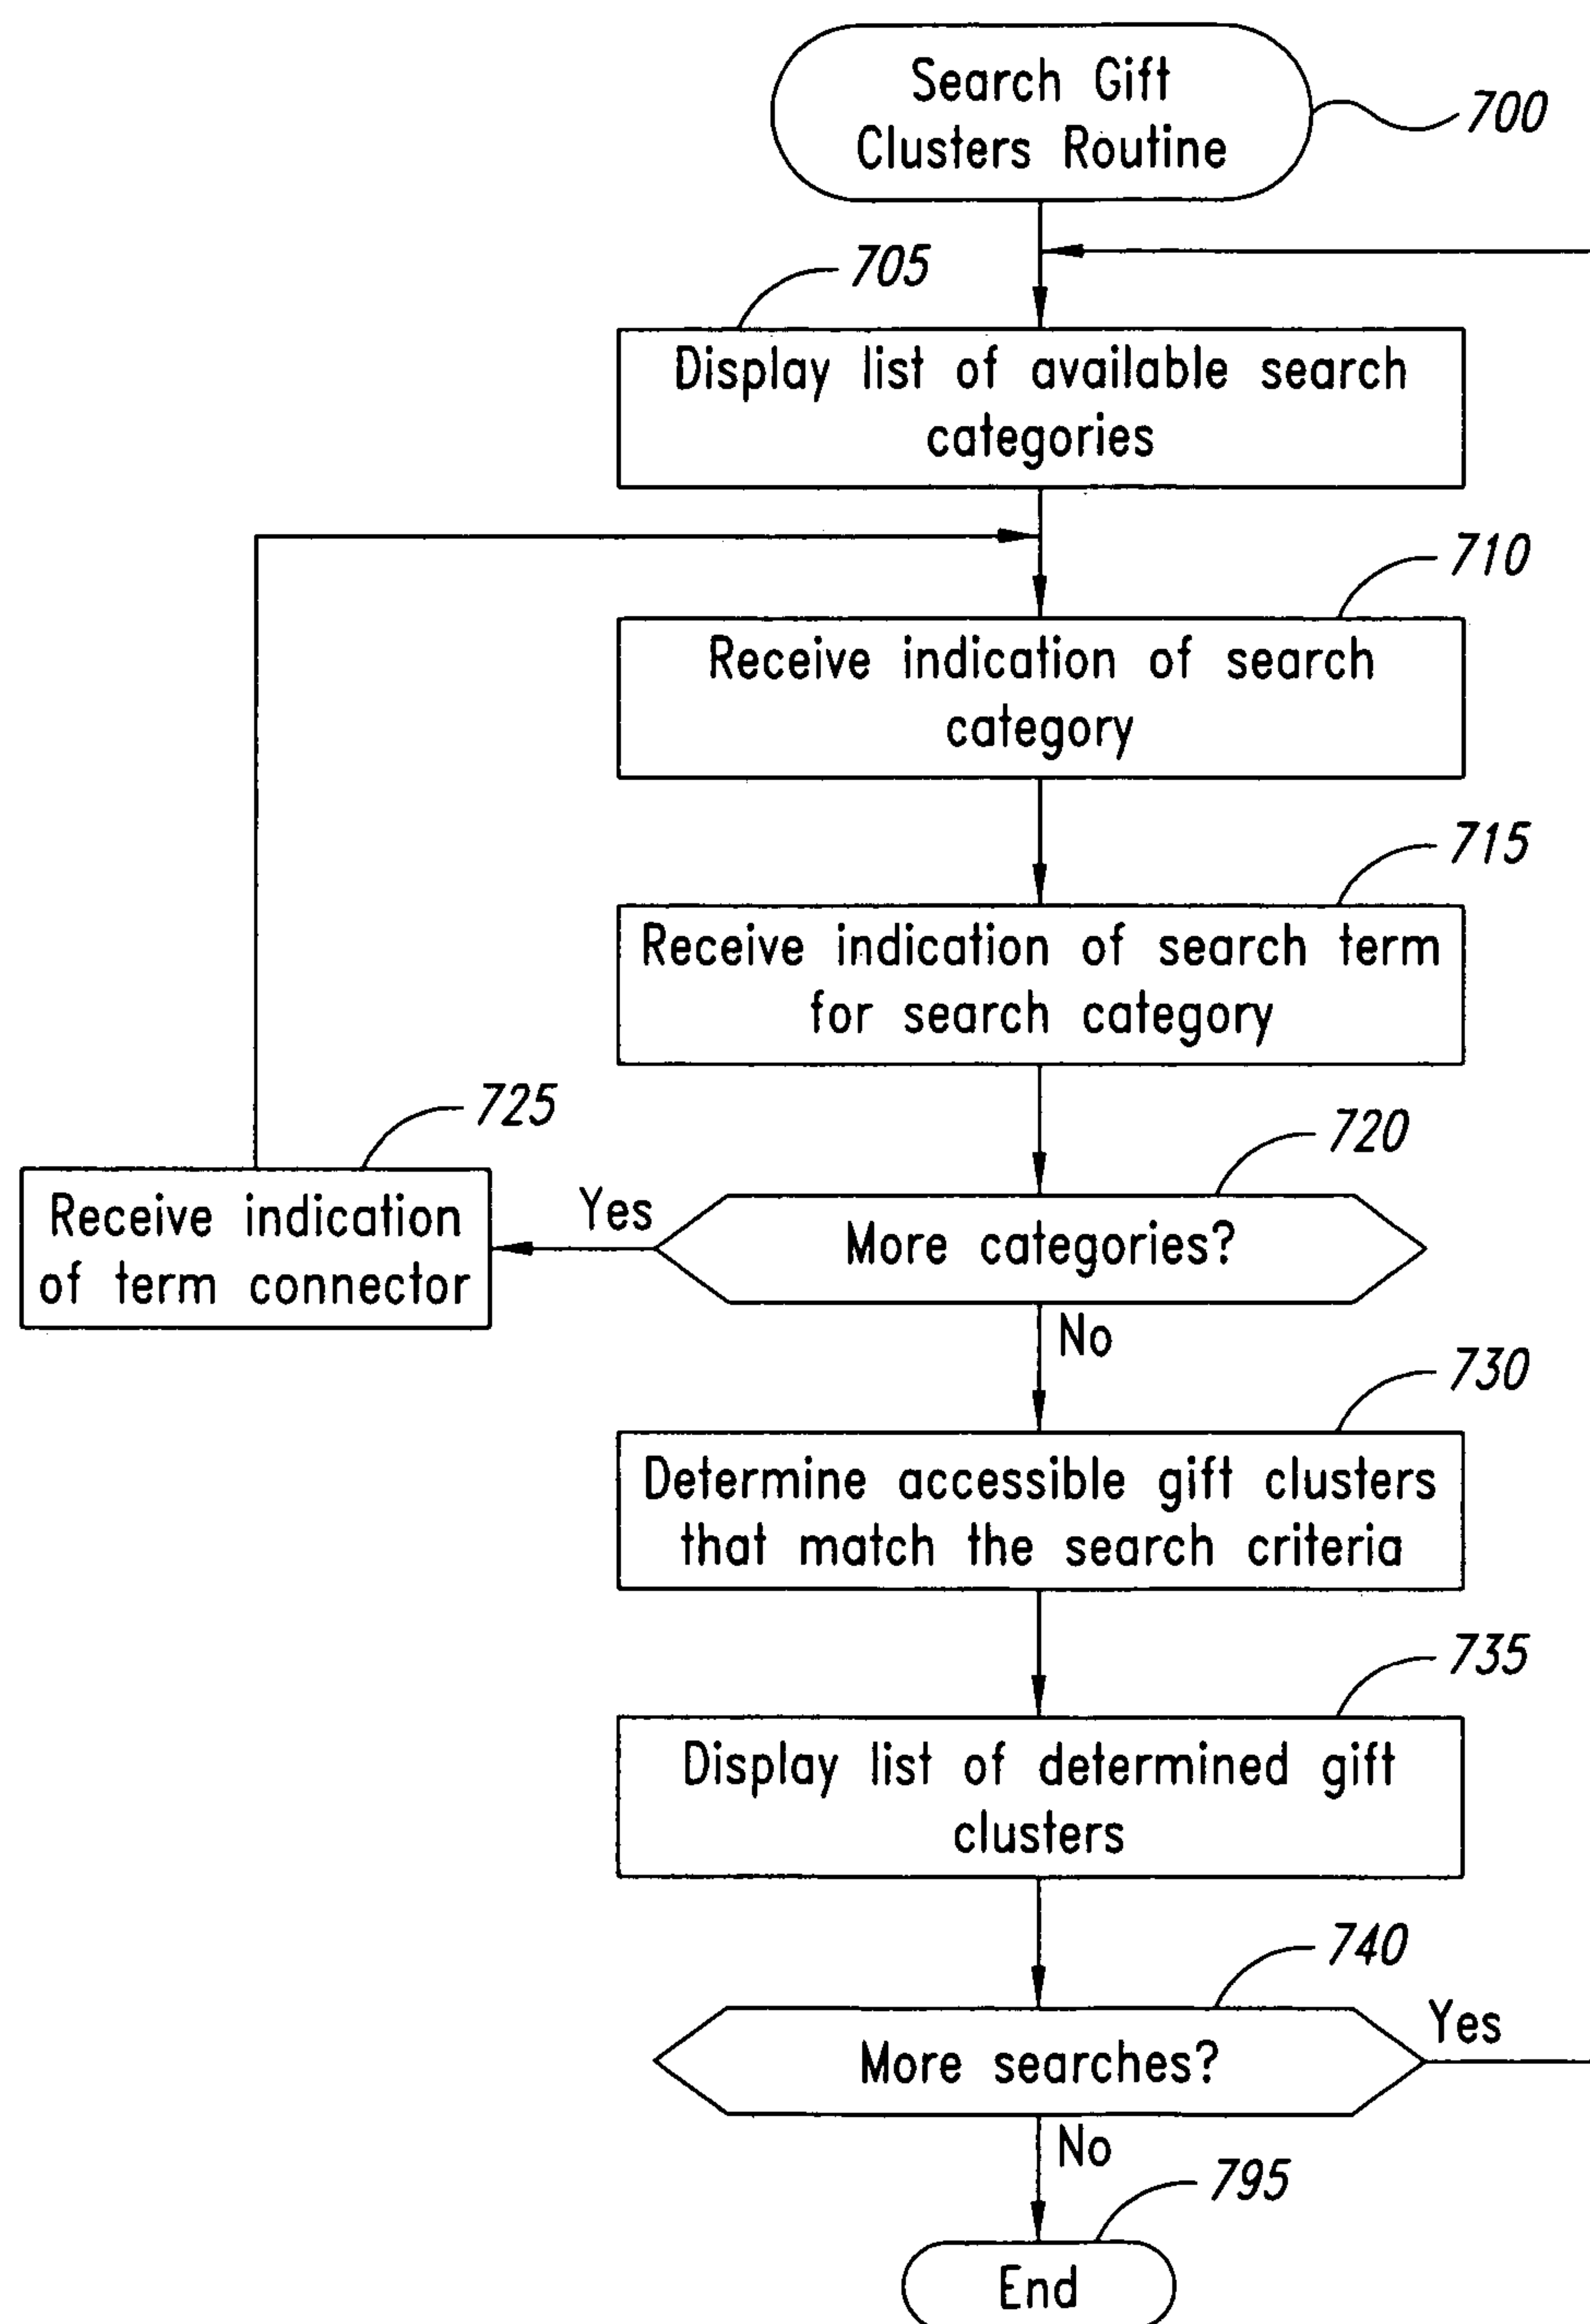 Search Gift
Clusters Routine
700
705
Display list of available search
categories
710
Receive indication of search
category
715
Receive indication of search term
for search category
725
720
Receive indication
of term connector
Yes
More categories?
No
730
Determine accessible gift clusters
that match the search criteria
735
Display list of determined gift
clusters
740
More searches?
Yes
No
795
End